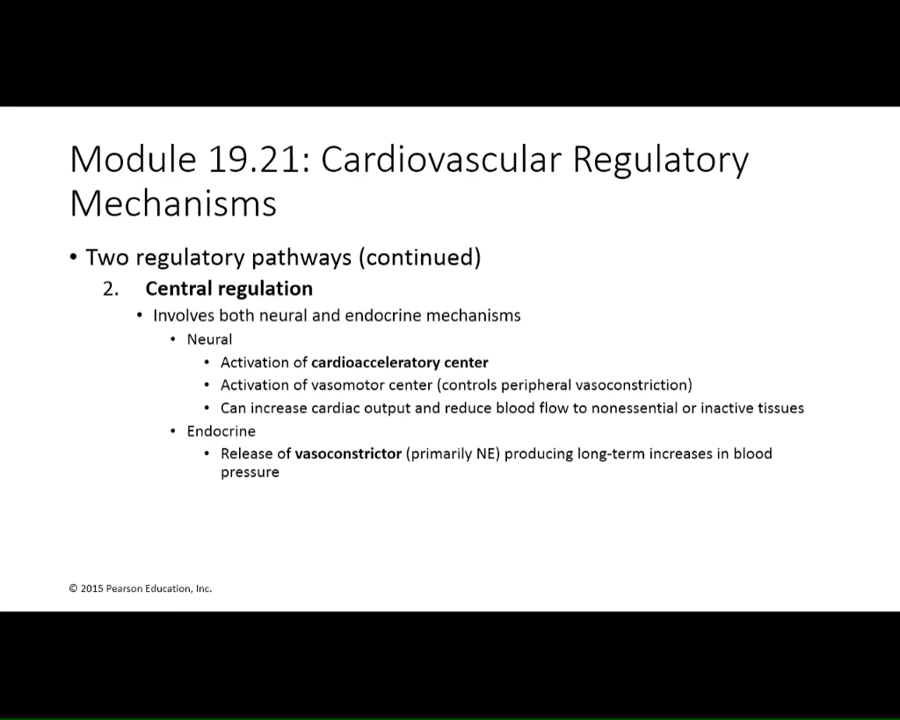 Module 19.21: Cardiovascular Regulatory
Mechanisms
• Two regulatory pathways (continued)
2. Central regulation
• Involves both neural and endocrine mechanisms
• Neural
• Activation of cardioacceleratory center
• Activation of vasomotor center (controls peripheral vasoconstriction)
• Can increase cardiac output and reduce blood flow to nonessential or inactive tissues
• Endocrine
• Release of vasoconstrictor (primarily NE) producing long-term increases in blood
pressure
© 2015 Pearson Education, Inc.